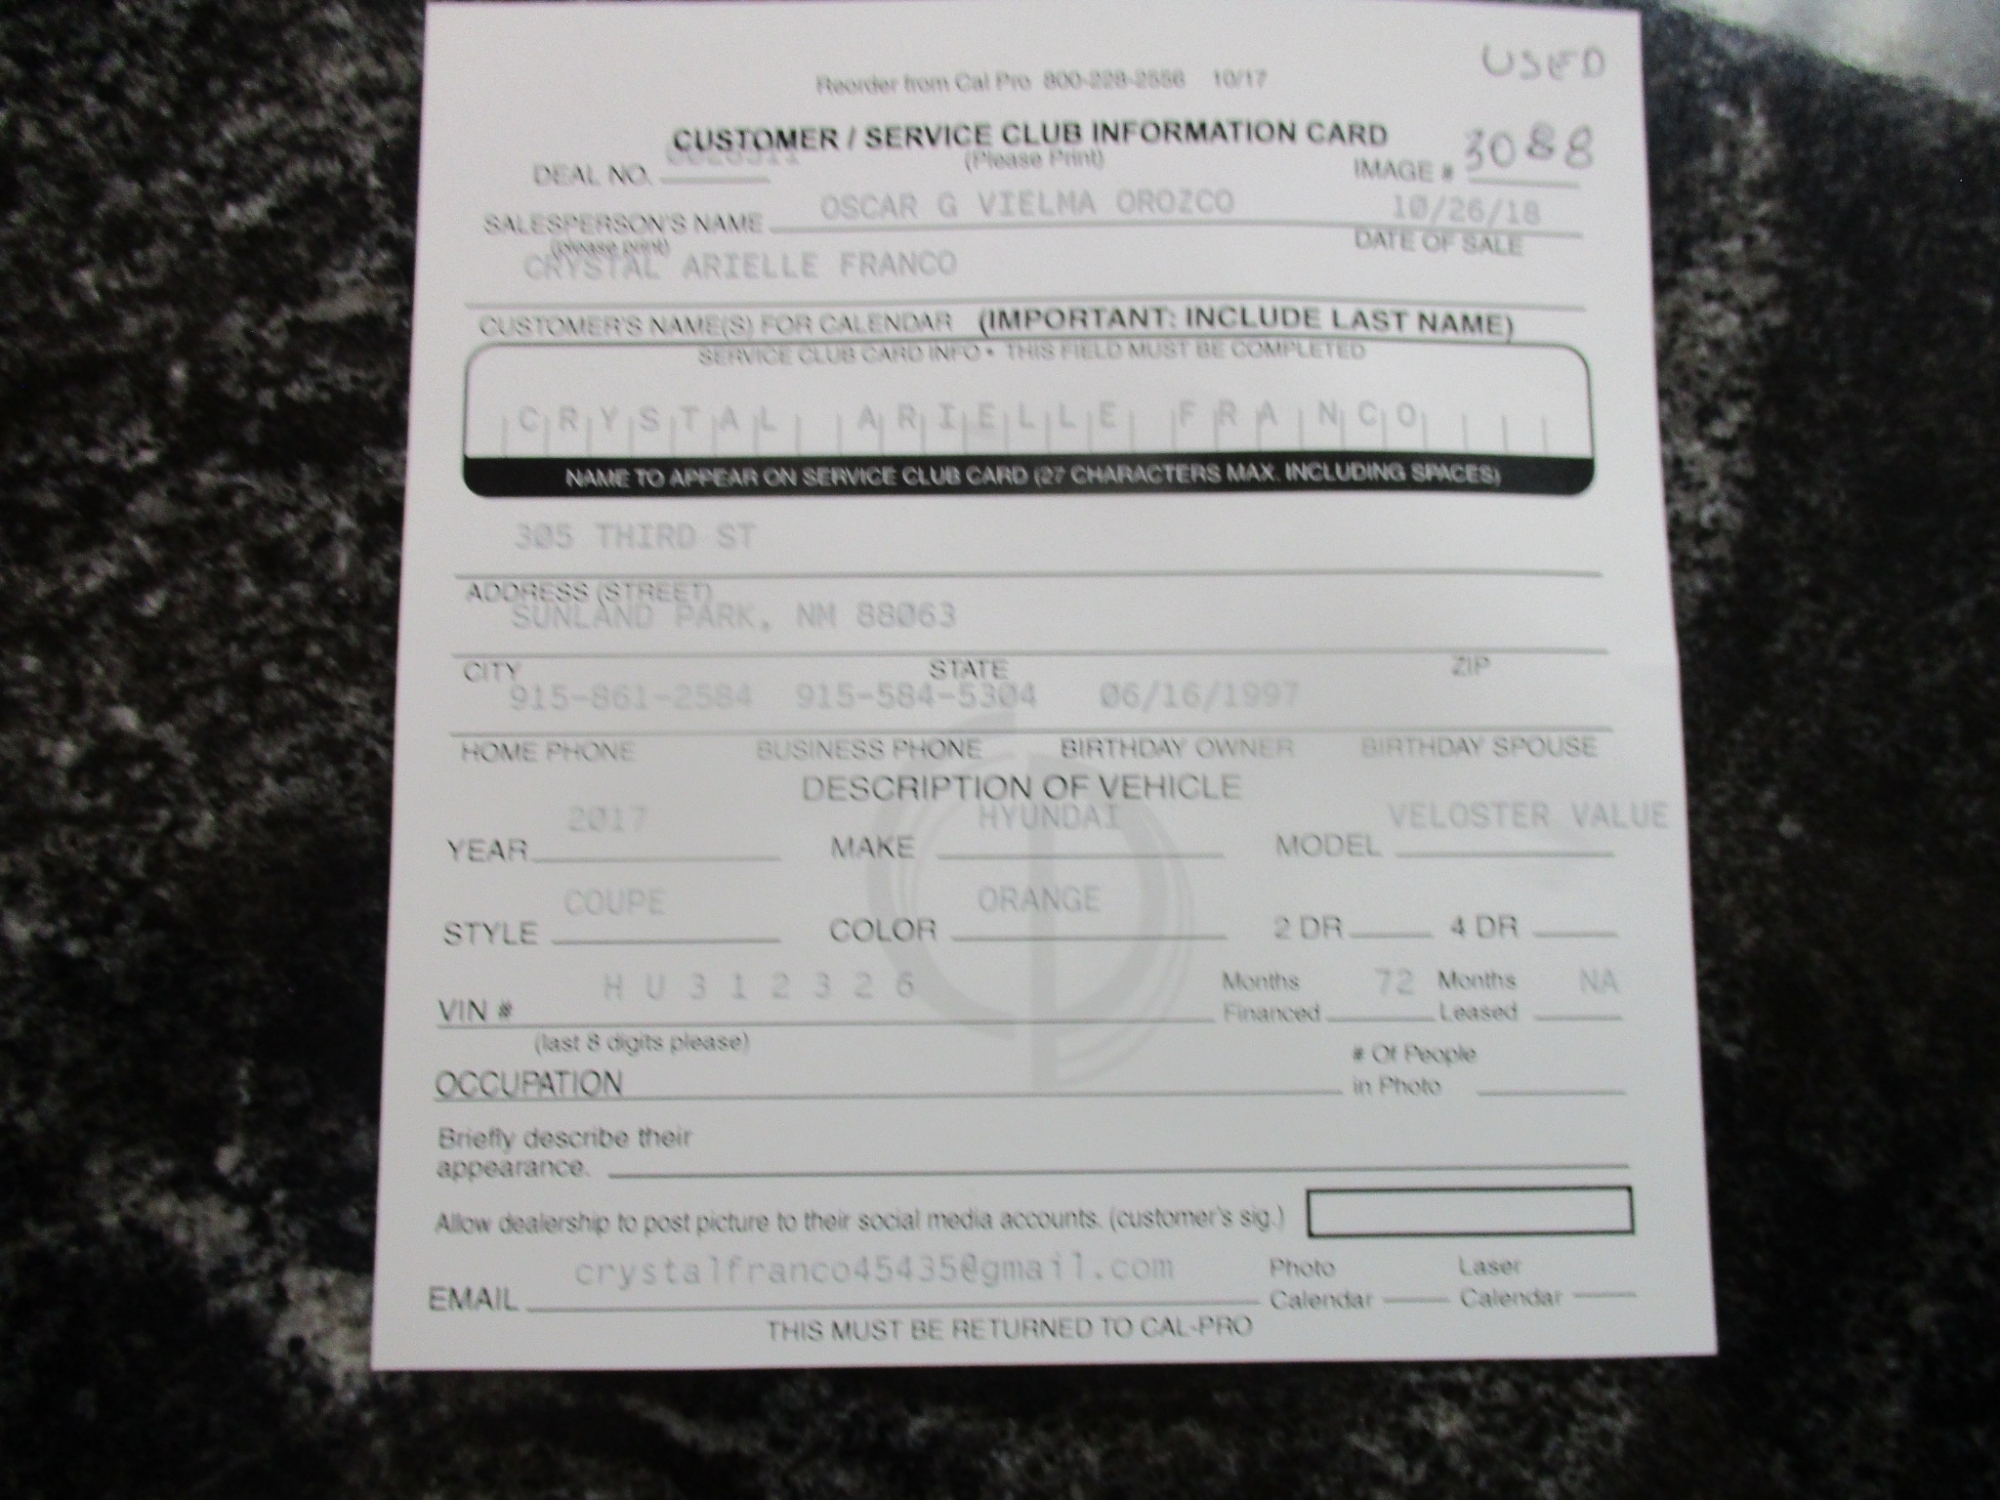 USED
Reorder from Cal Pro 800-228-2556 10/17
CUSTOMER / SERVICE CLUB INFORMATION CARD
(Please Print)
DEAL NO.
IMAGE # 3088
SALESPERSON'S NAME OSCAR G VIELMA OROZCO 10/26/18
(please print) DATE OF SALE
CRYSTAL ARIELLE FRANCO
CUSTOMER'S NAME(S) FOR CALENDAR (IMPORTANT: INCLUDE LAST NAME)
SERVICE CLUB CARD INFO • THIS FIELD MUST BE COMPLETED
CRYSTAL ARIELLE FRANCO
NAME TO APPEAR ON SERVICE CLUB CARD (27 CHARACTERS MAX. INCLUDING SPACES)
305 THIRD ST
ADDRESS (STREET)
SUNLAND PARK, NM 88063
CITY STATE ZIP
915-861-2584 915-584-5304 06/16/1997
HOME PHONE BUSINESS PHONE BIRTHDAY OWNER BIRTHDAY SPOUSE
DESCRIPTION OF VEHICLE
YEAR 2017 MAKE HYUNDAI MODEL VELOSTER VALUE
STYLE COUPE COLOR ORANGE 2 DR 4 DR
VIN # H U 3 1 2 3 2 6 Months Financed 72 Months Leased NA
(last 8 digits please)
OCCUPATION # Of People in Photo
Briefly describe their
appearance.
Allow dealership to post picture to their social media accounts. (customer's sig.)
EMAIL crystalfranco45435@gmail.com Photo Calendar Laser Calendar
THIS MUST BE RETURNED TO CAL-PRO